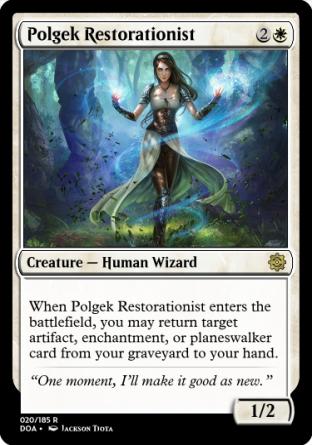 Polgek Restorationist 2
Creature — Human Wizard
When Polgek Restorationist enters the
battlefield, you may return target
artifact, enchantment, or planeswalker
card from your graveyard to your hand.
“One moment, I’ll make it good as new.”
1/2
020/185 R
DOA • Jackson Tiota